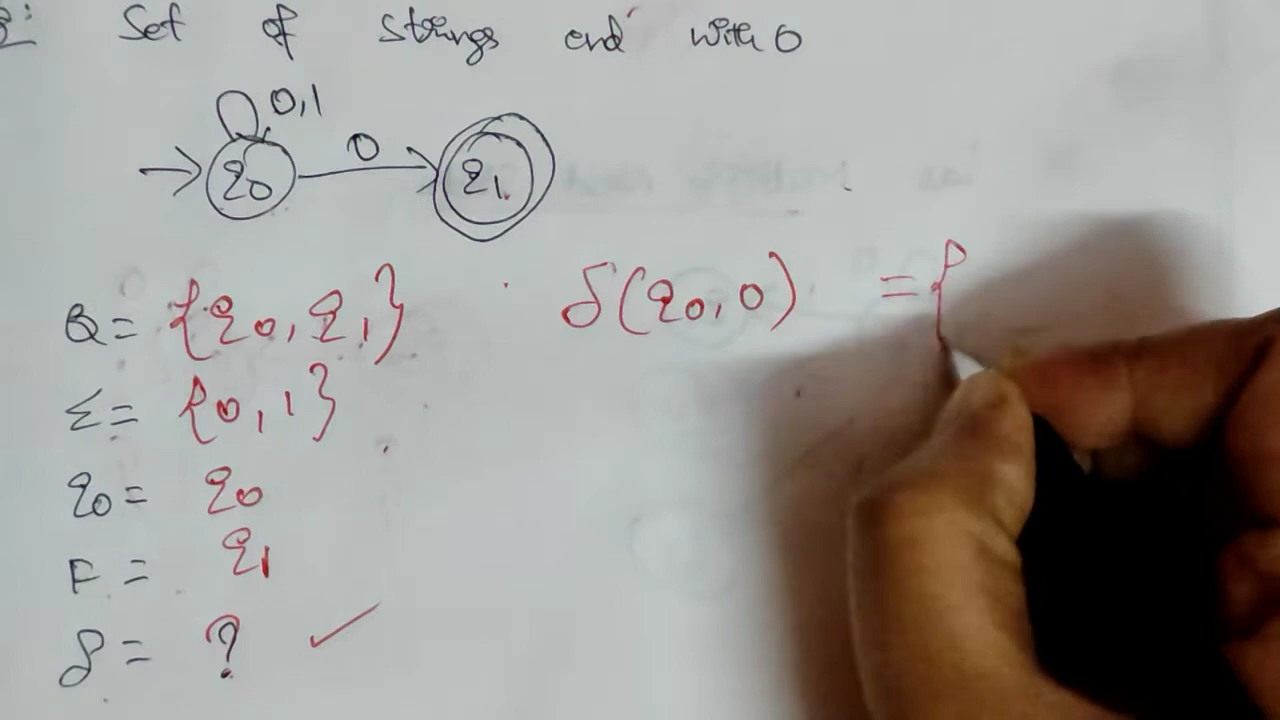 Set of strings end with 0
0,1
q0 0 q1
Q = {q0, q1}
δ(q0, 0) = {
Σ = {0, 1}
q0 = q0
F = q1
δ = ?